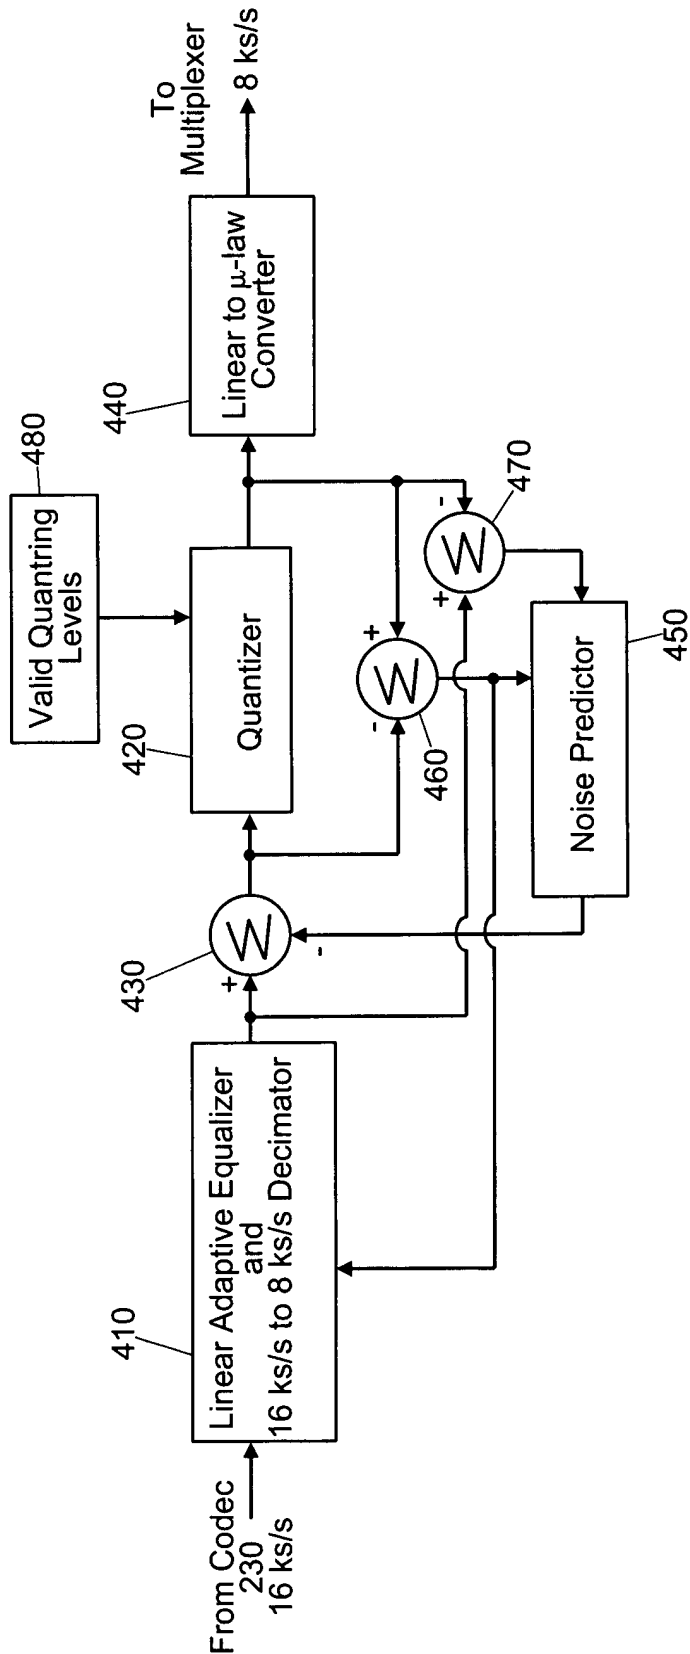 480
Valid Quantring
Levels
410
430
420
440
To
Multiplexer
From Codec
230
16 ks/s
Linear Adaptive Equalizer
and
16 ks/s to 8 ks/s Decimator
+
Σ
-
Quantizer
Linear to μ-law
Converter
8 ks/s
-
Σ
+
460
+
Σ
-
470
Noise Predictor
450